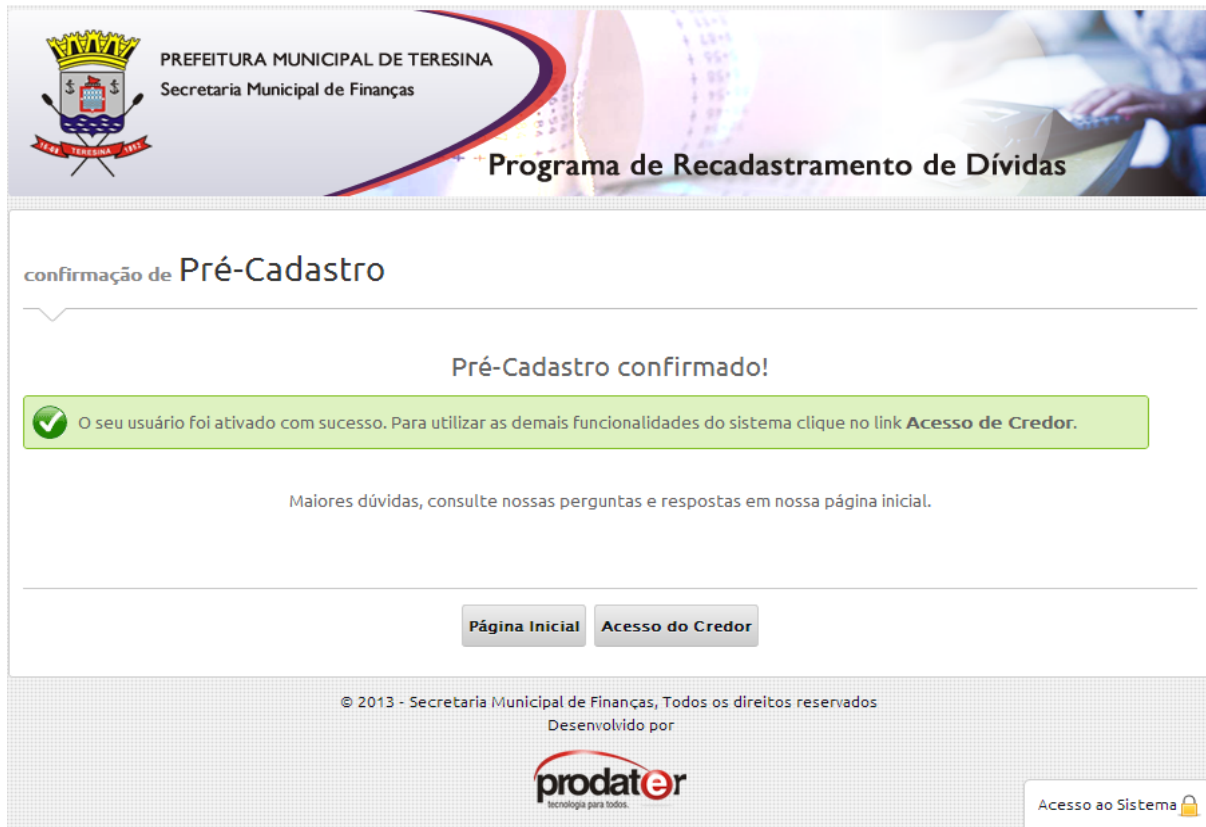 PREFEITURA MUNICIPAL DE TERESINA
Secretaria Municipal de Finanças
TERESINA
1852
Programa de Recadastramento de Dívidas
confirmação de Pré-Cadastro
Pré-Cadastro confirmado!
O seu usuário foi ativado com sucesso. Para utilizar as demais funcionalidades do sistema clique no link Acesso de Credor.
Maiores dúvidas, consulte nossas perguntas e respostas em nossa página inicial.
Página Inicial Acesso do Credor
© 2013 - Secretaria Municipal de Finanças, Todos os direitos reservados
Desenvolvido por
prodater
tecnologia para todos.
Acesso ao Sistema